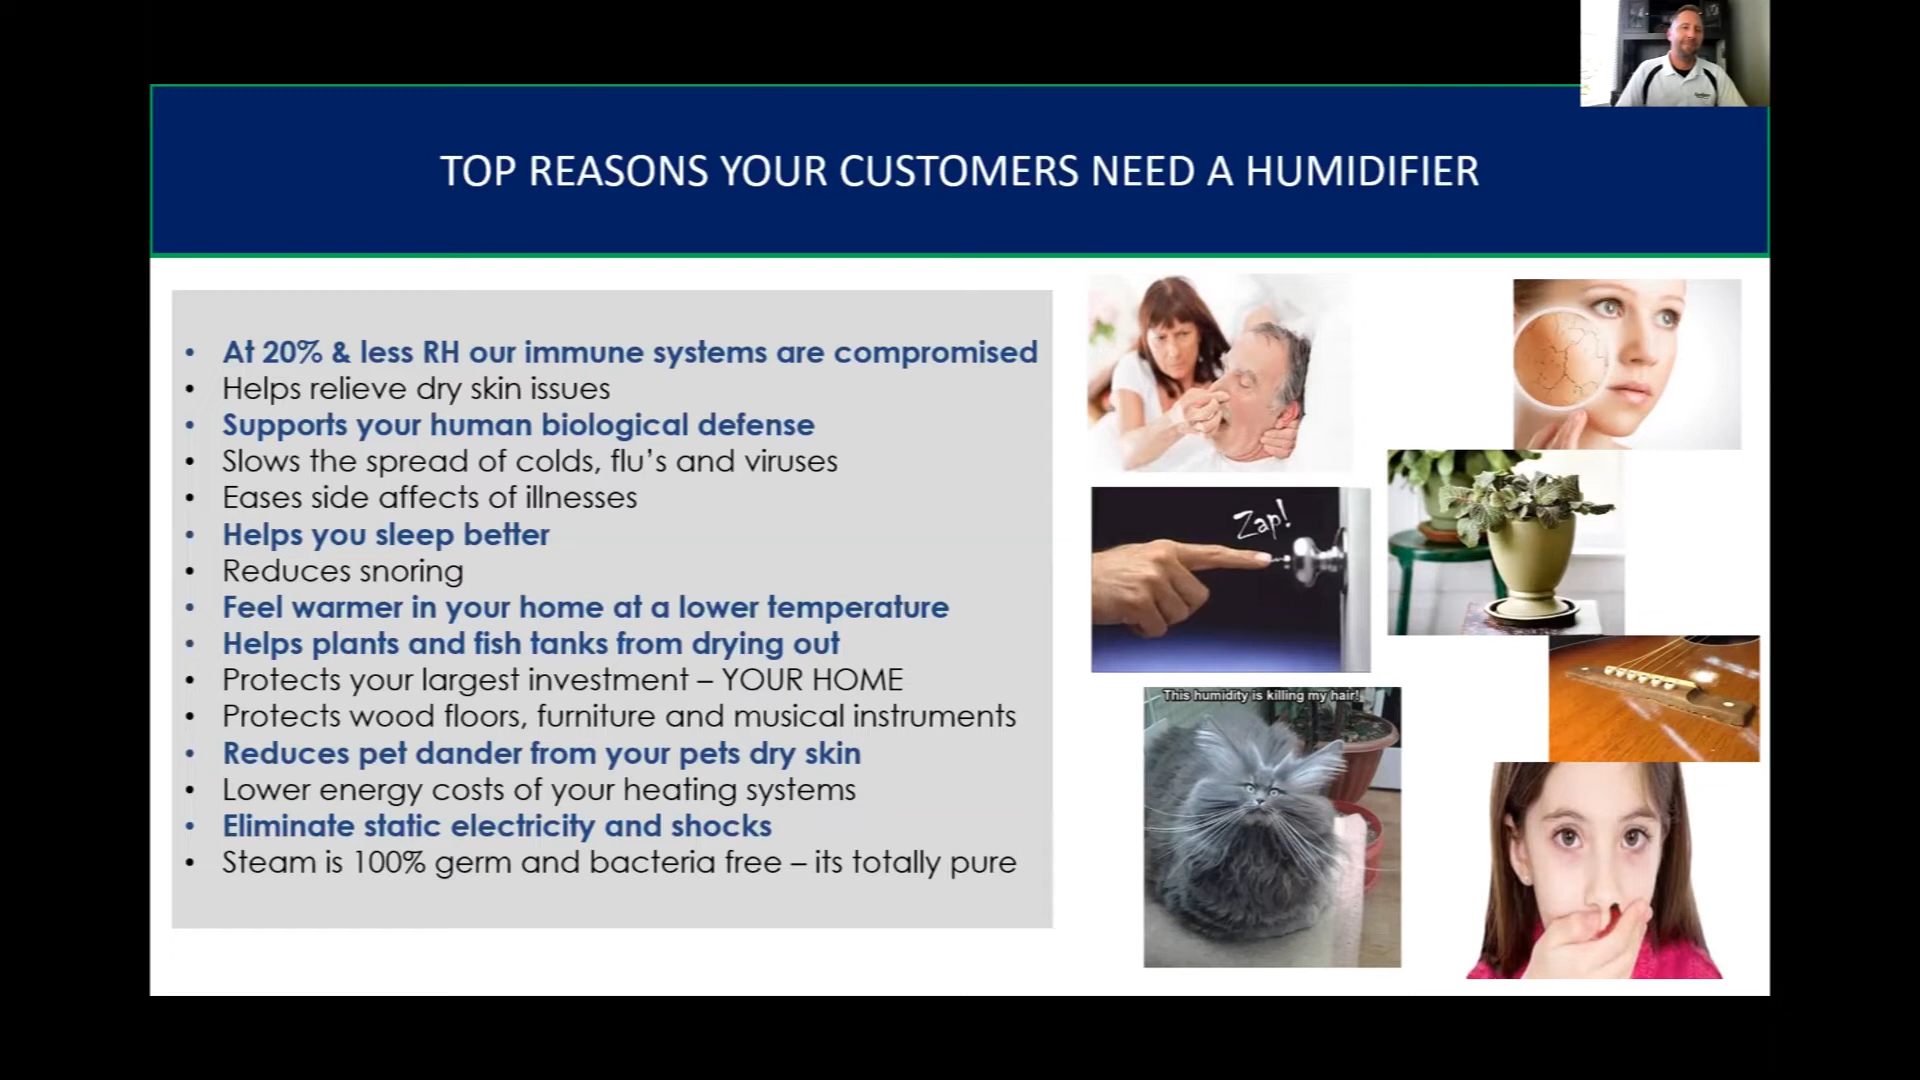 TOP REASONS YOUR CUSTOMERS NEED A HUMIDIFIER
• At 20% & less RH our immune systems are compromised
• Helps relieve dry skin issues
• Supports your human biological defense
• Slows the spread of colds, flu's and viruses
• Eases side affects of illnesses
• Helps you sleep better
• Reduces snoring
• Feel warmer in your home at a lower temperature
• Helps plants and fish tanks from drying out
• Protects your largest investment – YOUR HOME
• Protects wood floors, furniture and musical instruments
• Reduces pet dander from your pets dry skin
• Lower energy costs of your heating systems
• Eliminate static electricity and shocks
• Steam is 100% germ and bacteria free – its totally pure
Zap!
This humidity is killing my hair!